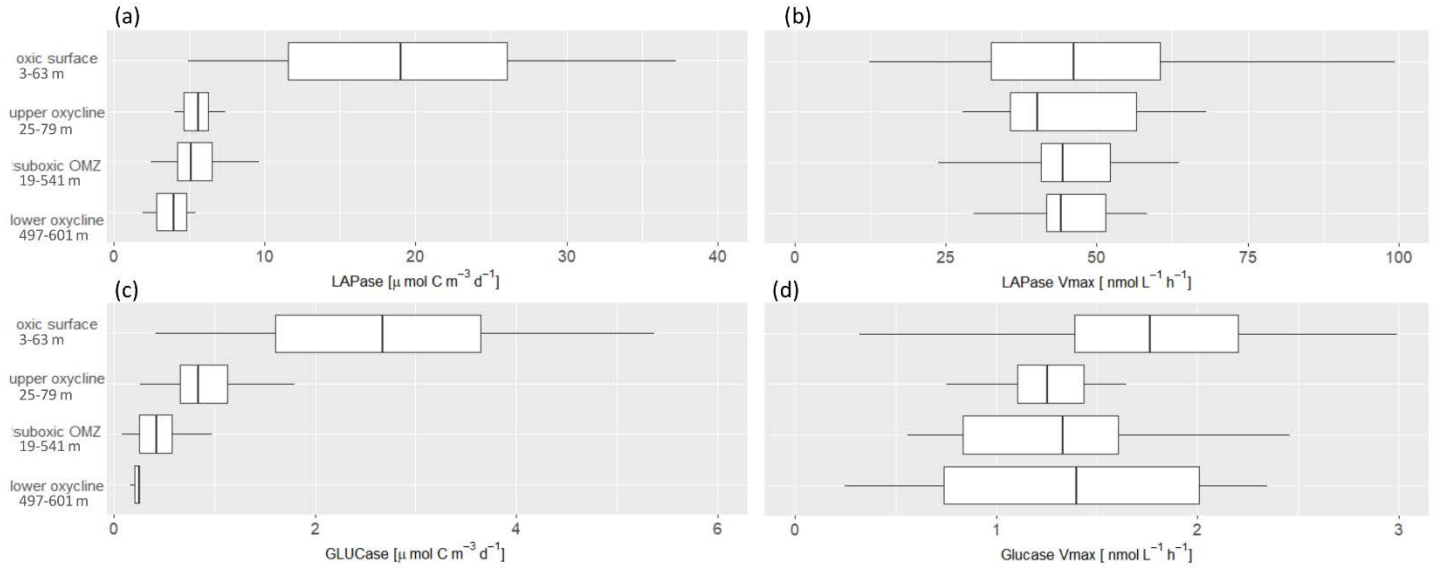 (a)
oxic surface
3-63 m
upper oxycline
25-79 m
suboxic OMZ
19-541 m
lower oxycline
497-601 m
0 10 20 30 40
LAPase [μ mol C m⁻³ d⁻¹]
(b)
0 25 50 75 100
LAPase Vmax [ nmol L⁻¹ h⁻¹]
(c)
oxic surface
3-63 m
upper oxycline
25-79 m
suboxic OMZ
19-541 m
lower oxycline
497-601 m
0 2 4 6
GLUCase [μ mol C m⁻³ d⁻¹]
(d)
0 1 2 3
Glucase Vmax [ nmol L⁻¹ h⁻¹]